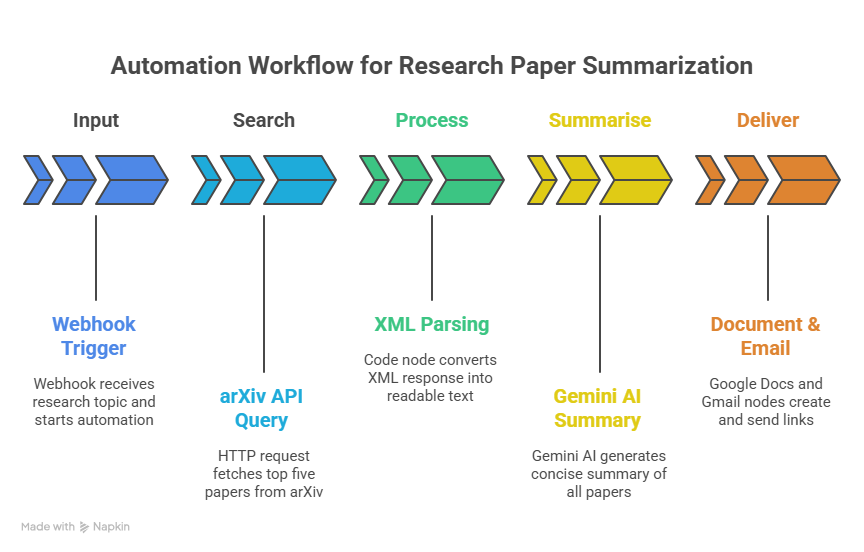 Automation Workflow for Research Paper Summarization
Input
Search
Process
Summarise
Deliver
Webhook
Trigger
Webhook receives
research topic and
starts automation
arXiv API
Query
HTTP request
fetches top five
papers from arXiv
XML Parsing
Code node converts
XML response into
readable text
Gemini AI
Summary
Gemini AI generates
concise summary of
all papers
Document &
Email
Google Docs and
Gmail nodes create
and send links
Made with Napkin